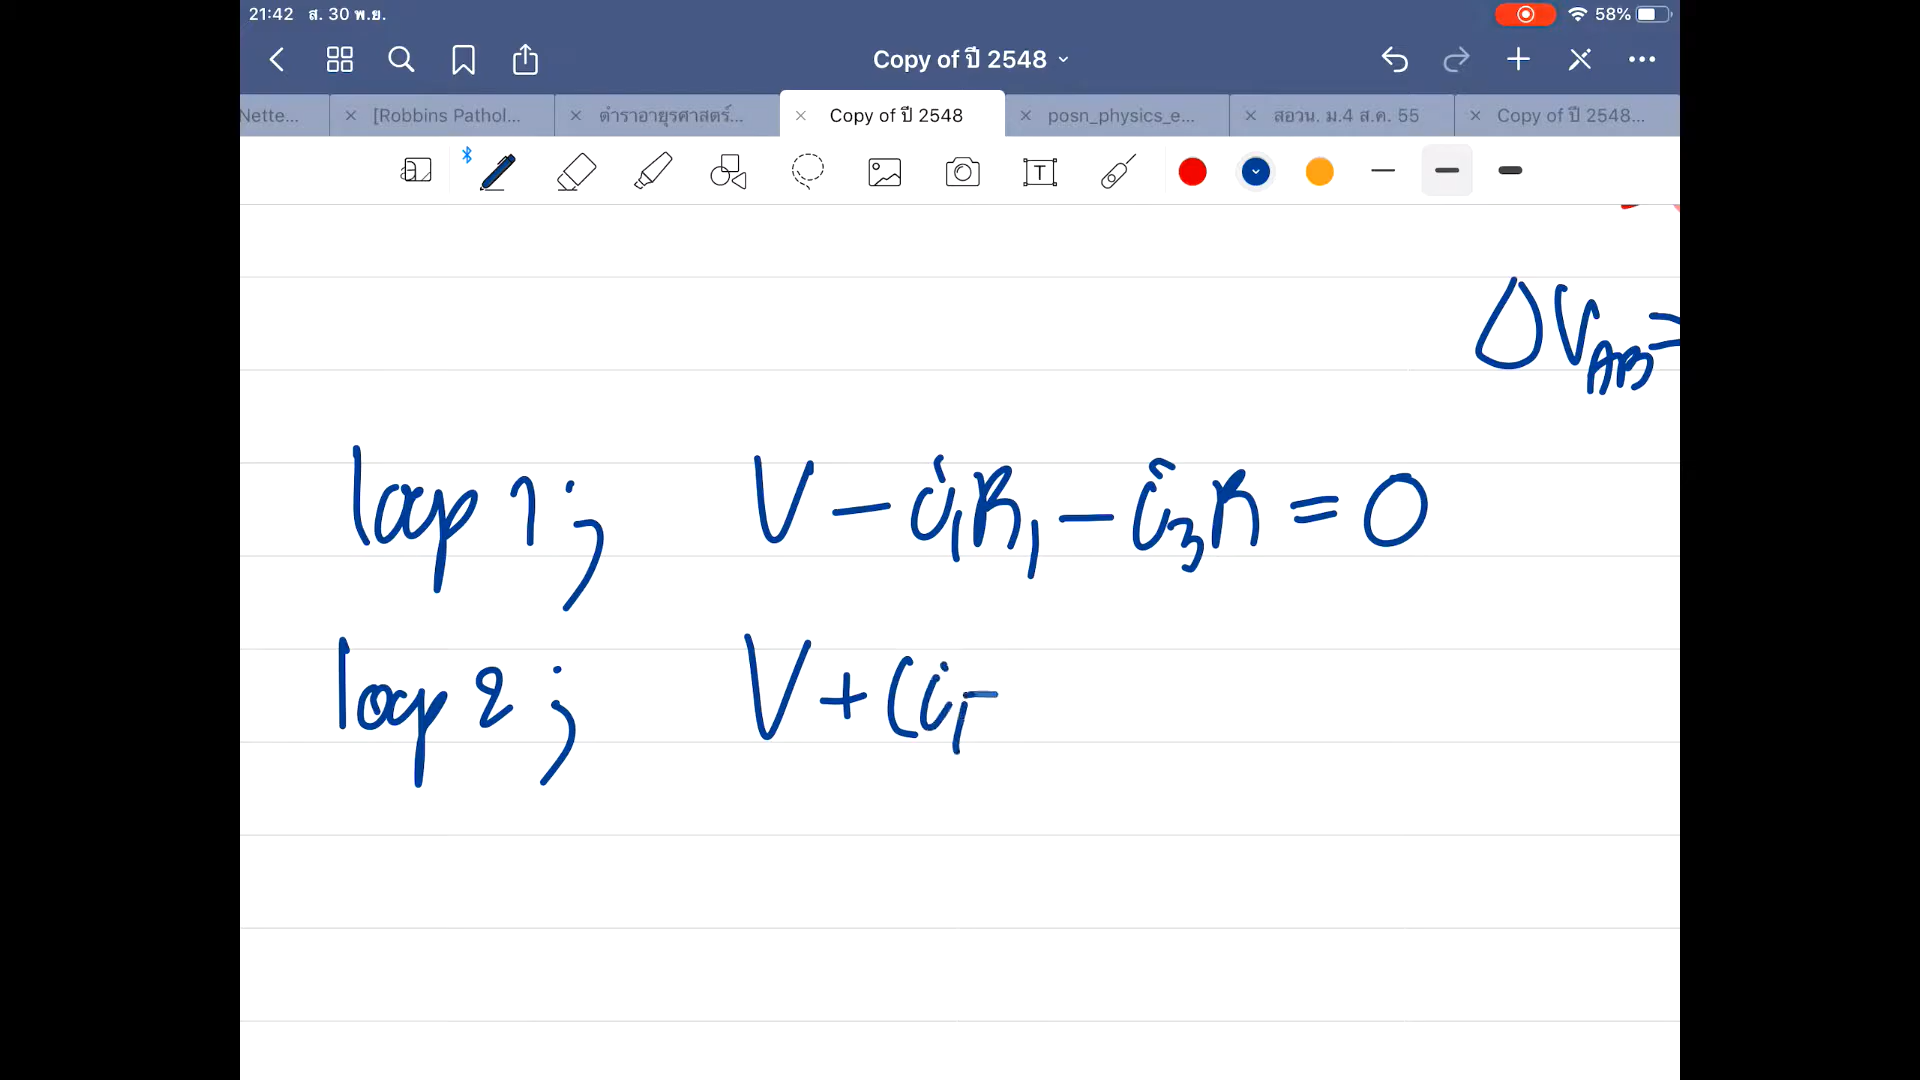 21:42 ส. 30 พ.ย. 58%
Copy of ปี 2548
Nette... [Robbins Pathol... ตำราอายุรศาสตร์... Copy of ปี 2548 posn_physics_e... สอวน. ม.4 ส.ค. 55 Copy of ปี 2548...
ΔV_AB=
loop 1; V − i₁R₁ − i₃R = 0
loop 2; V + (i₁ −